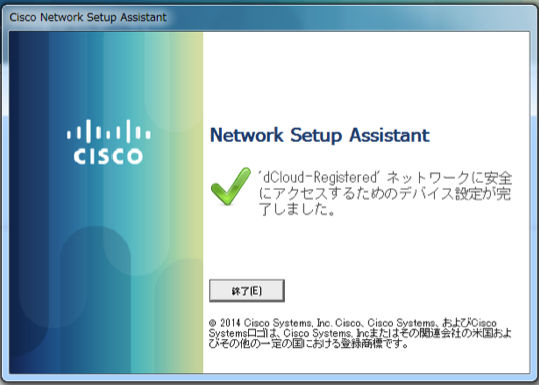 Cisco Network Setup Assistant
CISCO
Network Setup Assistant
'dCloud-Registered' ネットワークに安全
にアクセスするためのデバイス設定が完
了しました。
終了(E)
© 2014 Cisco Systems, Inc. Cisco、Cisco Systems、およびCisco
Systemsロゴは、Cisco Systems, Incまたはその関連会社の米国およ
びその他の一定の国における登録商標です。